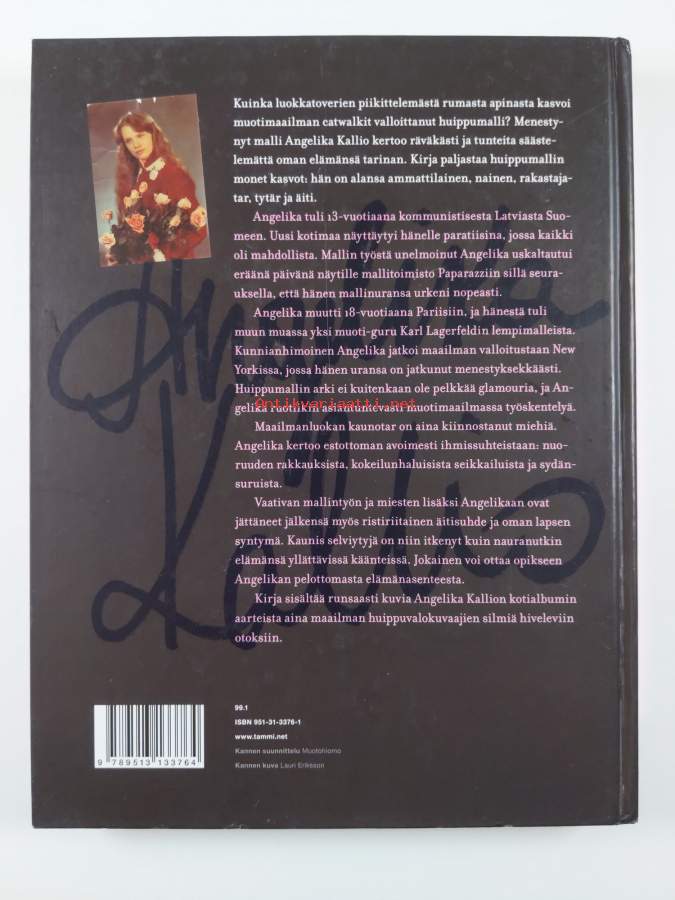 Kuinka luokkatoverien piikittelemästä rumasta apinasta kasvoi
muotimaailman catwalkit valloittanut huippumalli? Menesty-
nyt malli Angelika Kallio kertoo räväkästi ja tunteita sääste-
lemättä oman elämänsä tarinan. Kirja paljastaa huippumallin
monet kasvot: hän on alansa ammattilainen, nainen, rakastaja-
tar, tytär ja äiti.
Angelika tuli 13-vuotiaana kommunistisesta Latviasta Suo-
meen. Uusi kotimaa näyttäytyi hänelle paratiisina, jossa kaikki
oli mahdollista. Mallin työstä unelmoinut Angelika uskaltautui
eräänä päivänä näytille mallitoimisto Paparazziin sillä seura-
uksella, että hänen mallinuransa urkeni nopeasti.
Angelika muutti 18-vuotiaana Pariisiin, ja hänestä tuli
muun muassa yksi muoti-guru Karl Lagerfeldin lempimalleista.
Kunnianhimoinen Angelika jatkoi maailman valloitustaan New
Yorkissa, jossa hänen uransa on jatkunut menestyksekkäästi.
Huippumallin arki ei kuitenkaan ole pelkkää glamouria, ja An-
gelika ruotiikin asiantuntevasti muotimaailmassa työskentelyä.
Antikvariaatti.net
Maailmanluokan kaunotar on aina kiinnostanut miehiä.
Angelika kertoo estottoman avoimesti ihmissuhteistaan: nuo-
ruuden rakkauksista, kokeilunhaluisista seikkailuista ja sydän-
suruista.
Vaativan mallintyön ja miesten lisäksi Angelikaan ovat
jättäneet jälkensä myös ristiriitainen äitisuhde ja oman lapsen
syntymä. Kaunis selviytyjä on niin itkenyt kuin nauranutkin
elämänsä yllättävissä käänteissä. Jokainen voi ottaa opikseen
Angelikan pelottomasta elämänasenteesta.
Kirja sisältää runsaasti kuvia Angelika Kallion kotialbumin
aarteista aina maailman huippuvalokuvaajien silmiä hiveleviin
otoksiin.
Angelika
Kallio
99.1
ISBN 951-31-3376-1
www.tammi.net
Kannen suunnittelu Muotohiomo
Kannen kuva Lauri Eriksson
9 789513 133764